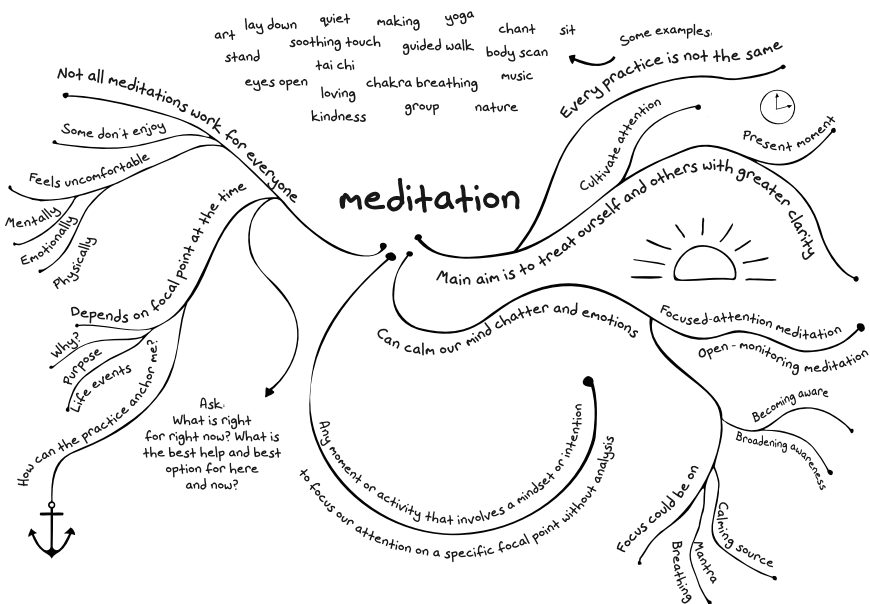 art
lay down
quiet
making
yoga
chant
sit
Some examples:
stand
soothing touch
guided walk
body scan
tai chi
eyes open
chakra breathing
music
loving
kindness
group
nature
meditation
Not all meditations work for everyone
Some don't enjoy
Feels uncomfortable
Mentally
Emotionally
Physically
Depends on focal point at the time
Why?
Purpose
Life events
How can the practice anchor me?
Ask:
What is right
for right now? What is
the best help and best
option for here
and now?
Any moment or activity that involves a mindset or intention
to focus our attention on a specific focal point without analysis
Every practice is not the same
Cultivate attention
Present moment
Main aim is to treat ourself and others with greater clarity
Can calm our mind chatter and emotions
Focused-attention meditation
Open-monitoring meditation
Becoming aware
Broadening awareness
Focus could be on
Breathing
Mantra
Calming source